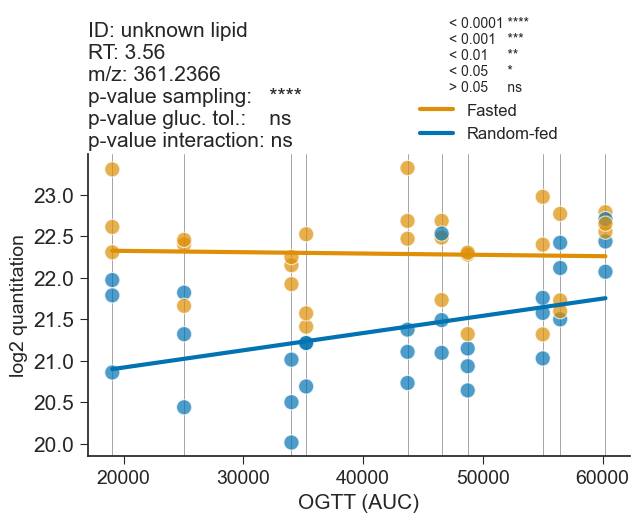 ID: unknown lipid
RT: 3.56
m/z: 361.2366
p-value sampling: ****
p-value gluc. tol.: ns
p-value interaction: ns
< 0.0001 ****
< 0.001 ***
< 0.01 **
< 0.05 *
> 0.05 ns
Fasted
Random-fed
log2 quantitation
23.0
22.5
22.0
21.5
21.0
20.5
20.0
20000 30000 40000 50000 60000
OGTT (AUC)